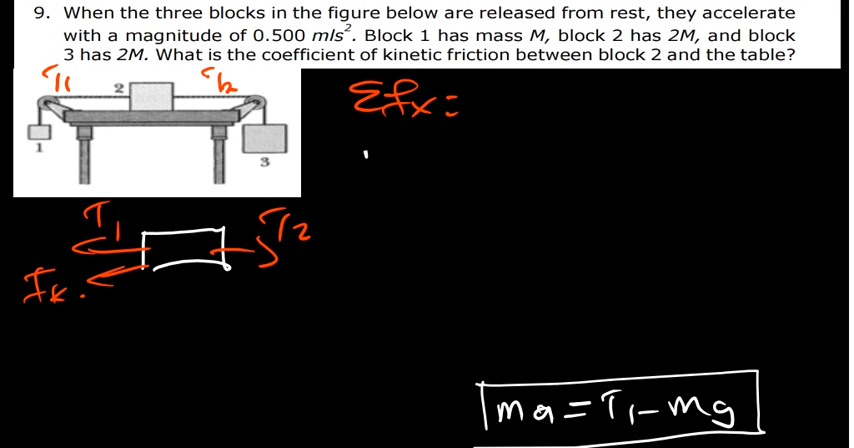 9. When the three blocks in the figure below are released from rest, they accelerate
with a magnitude of 0.500 mls². Block 1 has mass M, block 2 has 2M, and block
3 has 2M. What is the coefficient of kinetic friction between block 2 and the table?
T1 2 T2
1 3
Σfx=
T1 T2
fk.
ma=T1-mg